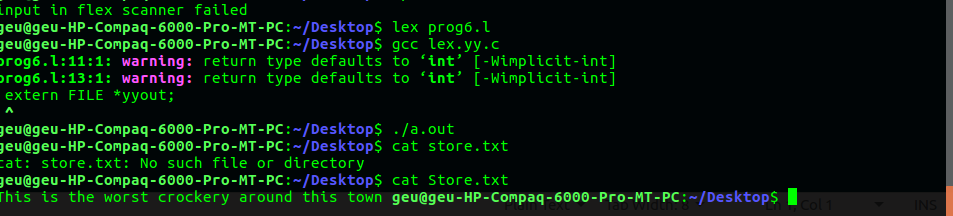 input in flex scanner failed
geu@geu-HP-Compaq-6000-Pro-MT-PC:~/Desktop$ lex prog6.l
geu@geu-HP-Compaq-6000-Pro-MT-PC:~/Desktop$ gcc lex.yy.c
prog6.l:11:1: warning: return type defaults to ‘int’ [-Wimplicit-int]
prog6.l:13:1: warning: return type defaults to ‘int’ [-Wimplicit-int]
extern FILE *yyout;
^
geu@geu-HP-Compaq-6000-Pro-MT-PC:~/Desktop$ ./a.out
geu@geu-HP-Compaq-6000-Pro-MT-PC:~/Desktop$ cat store.txt
cat: store.txt: No such file or directory
geu@geu-HP-Compaq-6000-Pro-MT-PC:~/Desktop$ cat Store.txt
This is the worst crockery around this town geu@geu-HP-Compaq-6000-Pro-MT-PC:~/Desktop$
Col 1 INS